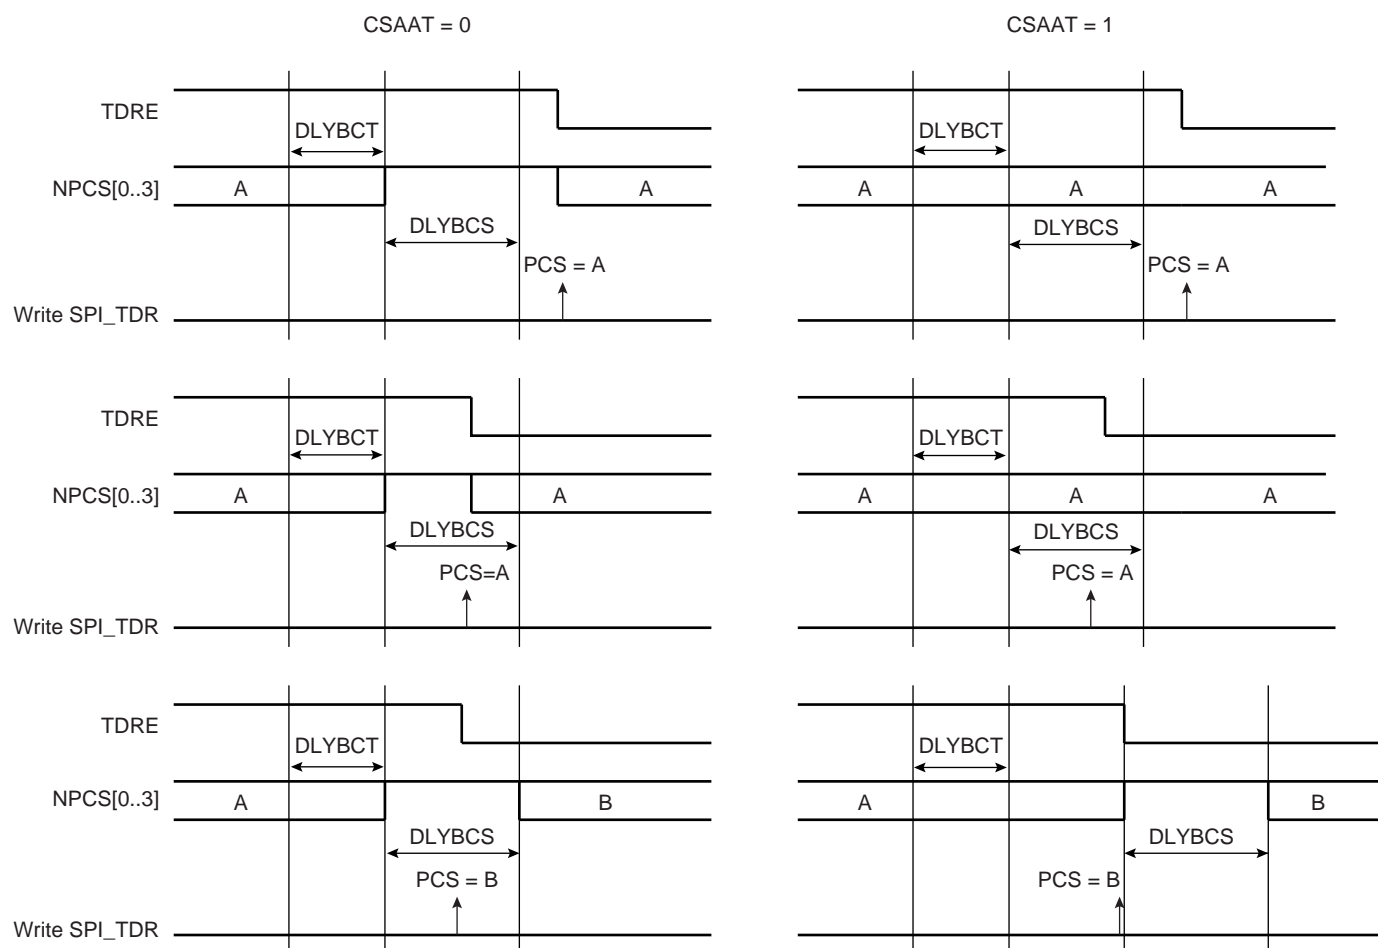 CSAAT = 0
CSAAT = 1
TDRE
DLYBCT
DLYBCT
NPCS[0..3]
A
A
A
A
A
DLYBCS
DLYBCS
PCS = A
PCS = A
Write SPI_TDR
TDRE
DLYBCT
DLYBCT
NPCS[0..3]
A
A
A
A
A
DLYBCS
DLYBCS
PCS=A
PCS = A
Write SPI_TDR
TDRE
DLYBCT
DLYBCT
NPCS[0..3]
A
B
A
B
DLYBCS
DLYBCS
PCS = B
PCS = B
Write SPI_TDR